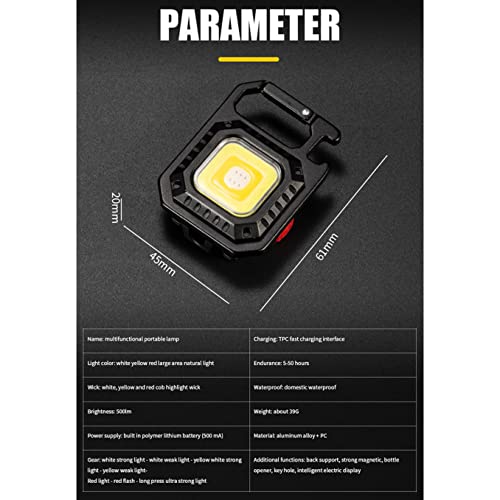 PARAMETER
20mm
45mm
61mm
Name: multifunctional portable lamp
Charging: TPC fast charging interface
Light color: white yellow red large area natural light
Endurance: 5-50 hours
Wick: white, yellow and red cob highlight wick
Waterproof: domestic waterproof
Brightness: 500lm
Weight: about 39G
Power supply: built in polymer lithium battery (500 mA)
Material: aluminum alloy + PC
Gear: white strong light - white weak light - yellow white strong
light - yellow weak light-
Red light - red flash - long press ultra strong light
Additional functions: back support, strong magnetic, bottle
opener, key hole, intelligent electric display